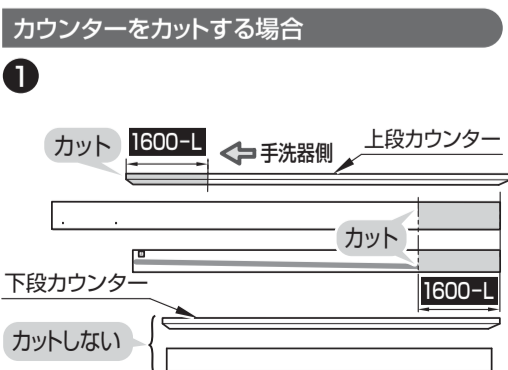 カウンターをカットする場合
1
カット 1600-L 手洗器側 上段カウンター
カット
下段カウンター 1600-L
カットしない